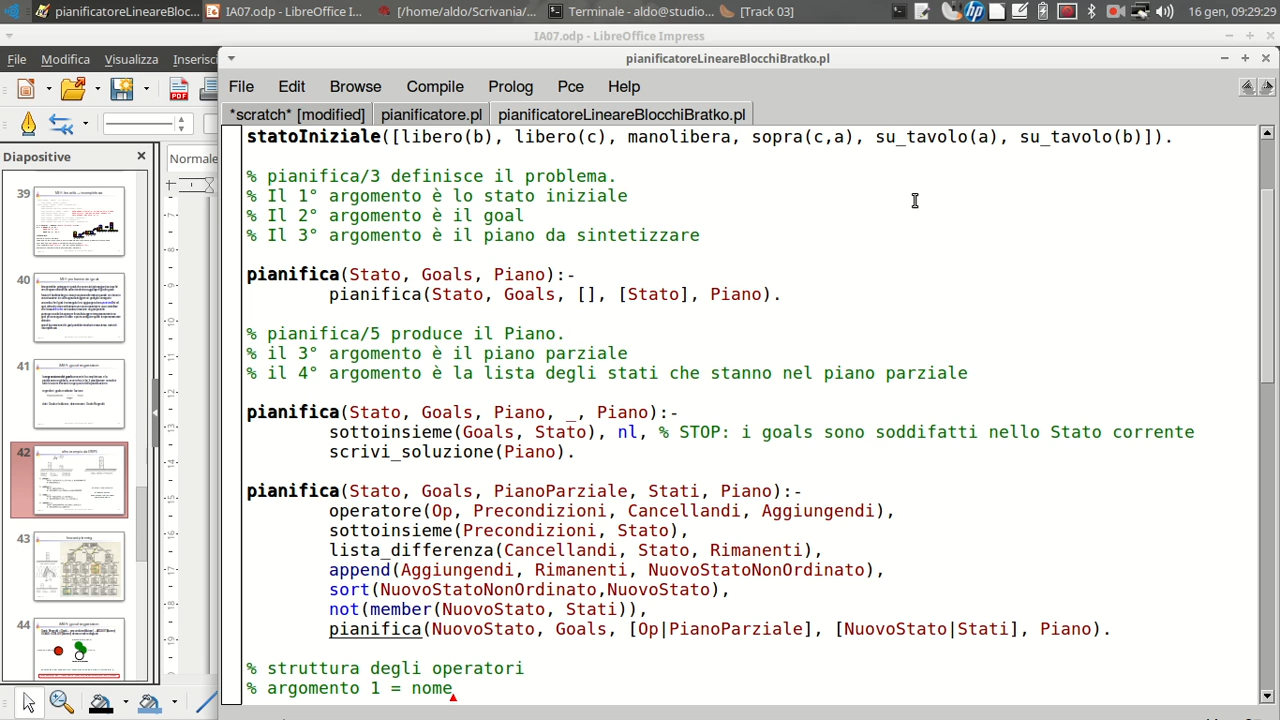 pianificatoreLineareBloc...
IA07.odp - LibreOffice I...
[/home/aldo/Scrivania/...
Terminale - aldo@studio...
[Track 03]
16 gen, 09:29:29
IA07.odp - LibreOffice Impress
File Modifica Visualizza Inserisci
pianificatoreLineareBlocchiBratko.pl
File Edit Browse Compile Prolog Pce Help
*scratch* [modified] pianificatore.pl pianificatoreLineareBlocchiBratko.pl
Diapositive
Normale
39
40
41
42
43
44
statoIniziale([libero(b), libero(c), manolibera, sopra(c,a), su_tavolo(a), su_tavolo(b)]).
% pianifica/3 definisce il problema.
% Il 1° argomento è lo stato iniziale
% Il 2° argomento è il goal
% Il 3° argomento è il piano da sintetizzare
pianifica(Stato, Goals, Piano):-
pianifica(Stato, Goals, [], [Stato], Piano).
% pianifica/5 produce il Piano.
% il 3° argomento è il piano parziale
% il 4° argomento è la lista degli stati che stanno nel piano parziale
pianifica(Stato, Goals, Piano, _, Piano):-
sottoinsieme(Goals, Stato), nl, % STOP: i goals sono soddifatti nello Stato corrente
scrivi_soluzione(Piano).
pianifica(Stato, Goals, PianoParziale, Stati, Piano):-
operatore(Op, Precondizioni, Cancellandi, Aggiungendi),
sottoinsieme(Precondizioni, Stato),
lista_differenza(Cancellandi, Stato, Rimanenti),
append(Aggiungendi, Rimanenti, NuovoStatoNonOrdinato),
sort(NuovoStatoNonOrdinato,NuovoStato),
not(member(NuovoStato, Stati)),
pianifica(NuovoStato, Goals, [Op|PianoParziale], [NuovoStato|Stati], Piano).
% struttura degli operatori
% argomento 1 = nome